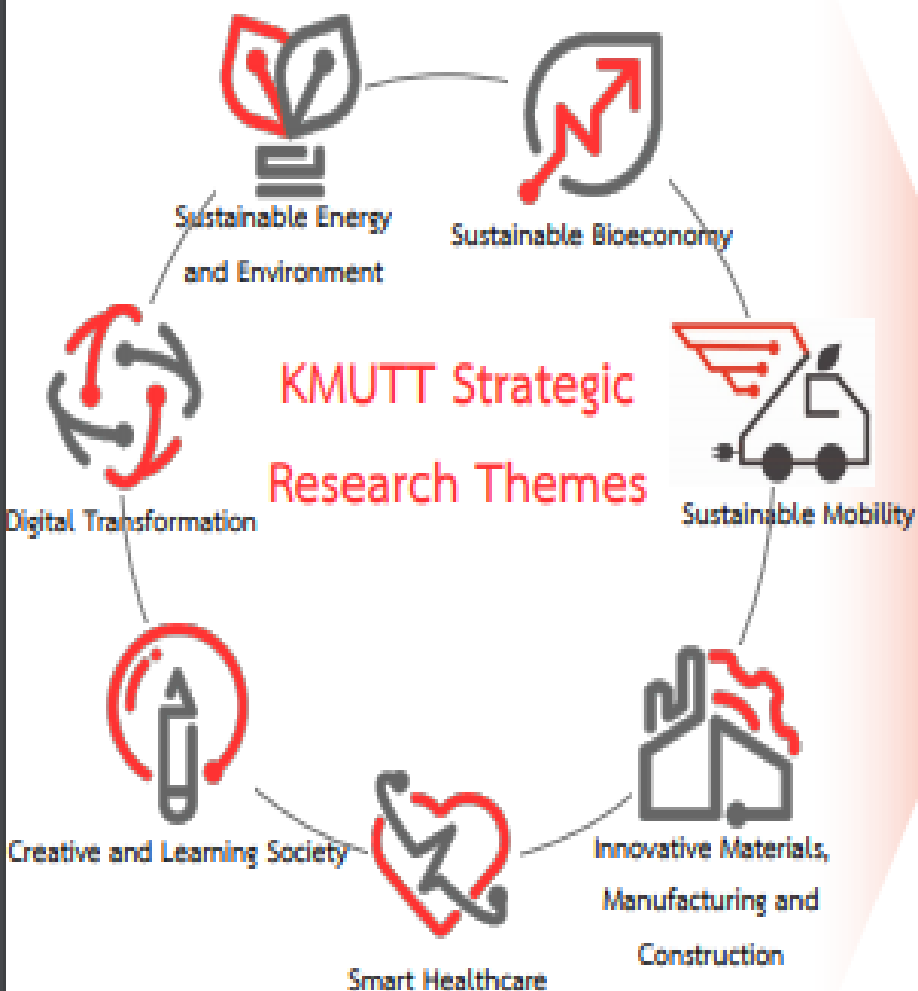 Sustainable Energy
and Environment
Sustainable Bioeconomy
KMUTT Strategic
Research Themes
Digital Transformation
Sustainable Mobility
Creative and Learning Society
Innovative Materials,
Manufacturing and
Construction
Smart Healthcare